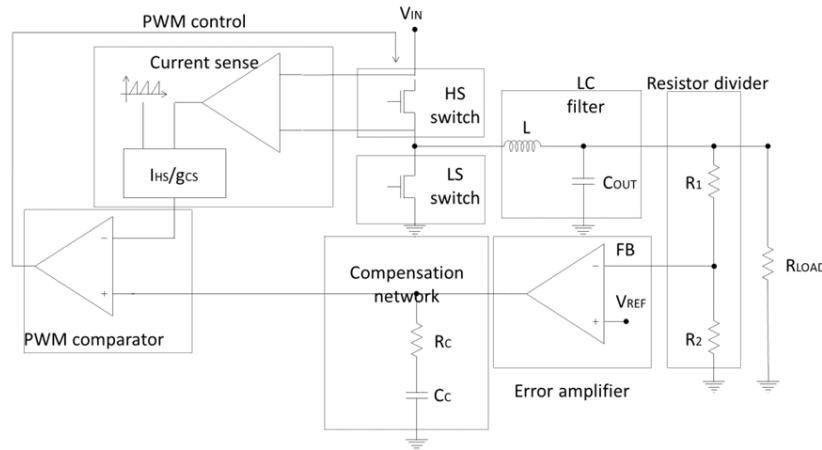 PWM control
VIN
Current sense
HS
switch
LC
filter
Resistor divider
L
IHS/gCS
LS
switch
COUT
R1
−
+
PWM comparator
Compensation
network
RC
CC
FB
−
VREF
+
Error amplifier
RLOAD
R2